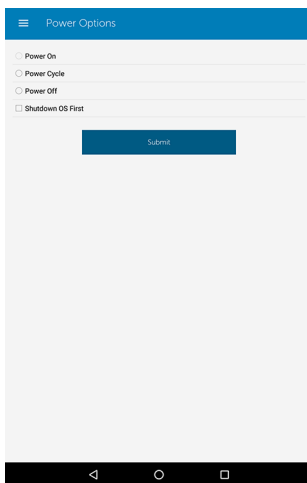 Power Options
Power On
Power Cycle
Power Off
Shutdown OS First
Submit